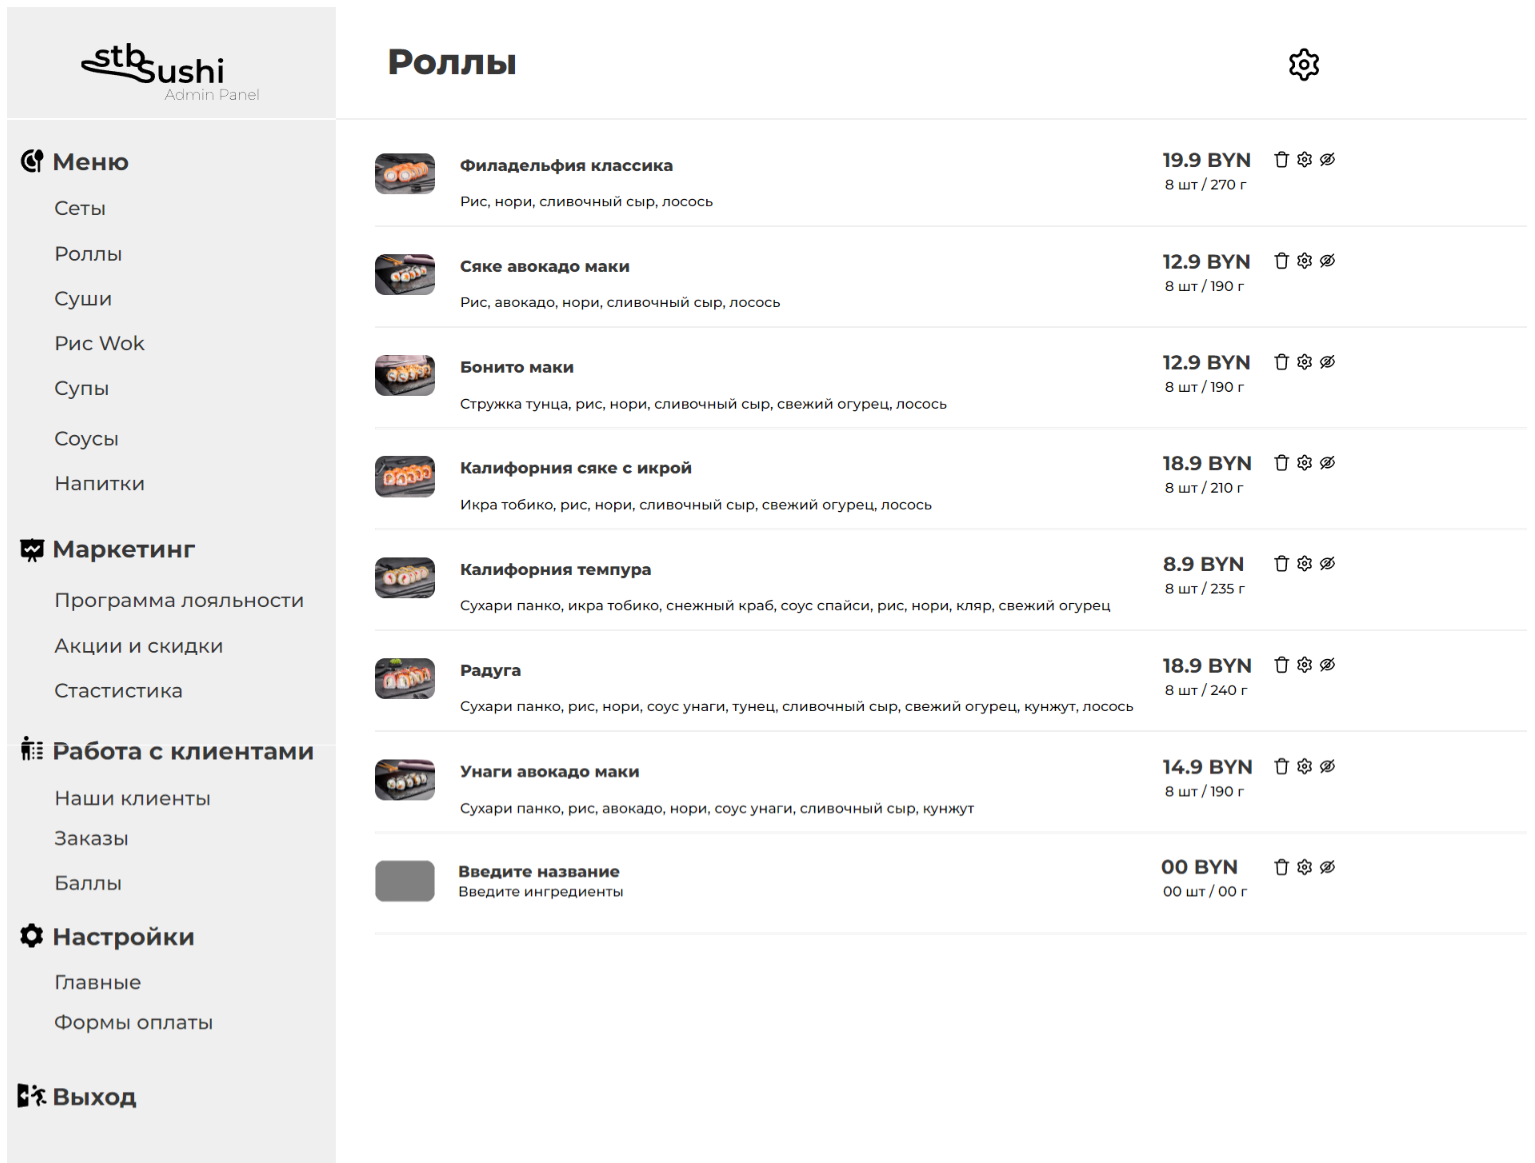 stb Sushi
Admin Panel
Роллы
Меню
Сеты
Роллы
Суши
Рис Wok
Супы
Соусы
Напитки
Маркетинг
Программа лояльности
Акции и скидки
Стастистика
Работа с клиентами
Наши клиенты
Заказы
Баллы
Настройки
Главные
Формы оплаты
Выход
Филадельфия классика
19.9 BYN
8 шт / 270 г
Рис, нори, сливочный сыр, лосось
Сяке авокадо маки
12.9 BYN
8 шт / 190 г
Рис, авокадо, нори, сливочный сыр, лосось
Бонито маки
12.9 BYN
8 шт / 190 г
Стружка тунца, рис, нори, сливочный сыр, свежий огурец, лосось
Калифорния сяке с икрой
18.9 BYN
8 шт / 210 г
Икра тобико, рис, нори, сливочный сыр, свежий огурец, лосось
Калифорния темпура
8.9 BYN
8 шт / 235 г
Сухари панко, икра тобико, снежный краб, соус спайси, рис, нори, кляр, свежий огурец
Радуга
18.9 BYN
8 шт / 240 г
Сухари панко, рис, нори, соус унаги, тунец, сливочный сыр, свежий огурец, кунжут, лосось
Унаги авокадо маки
14.9 BYN
8 шт / 190 г
Сухари панко, рис, авокадо, нори, соус унаги, сливочный сыр, кунжут
Введите название
00 BYN
Введите ингредиенты
00 шт / 00 г